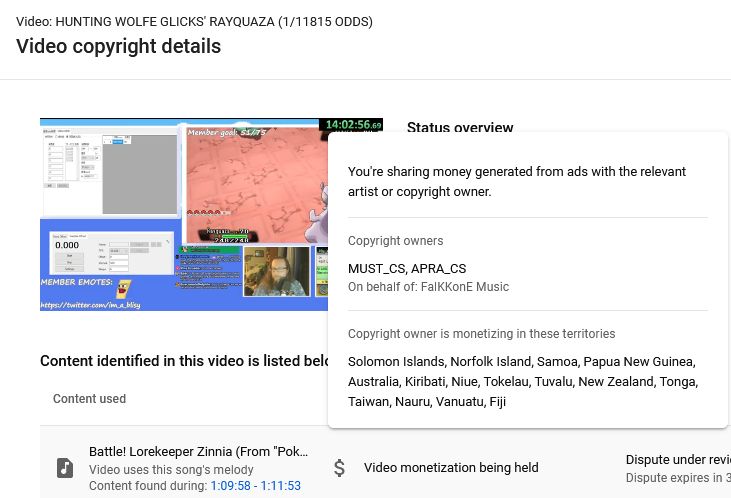 Video: HUNTING WOLFE GLICKS' RAYQUAZA (1/11815 ODDS)
Video copyright details
14:02:56.69
Member goal: 51/75
Status overview
You're sharing money generated from ads with the relevant
artist or copyright owner.
Copyright owners
MUST_CS, APRA_CS
On behalf of: FalKKonE Music
0.000
MEMBER EMOTES:
https://twitter.com/im_a_blisy
Copyright owner is monetizing in these territories
Content identified in this video is listed belo
Solomon Islands, Norfolk Island, Samoa, Papua New Guinea,
Australia, Kiribati, Niue, Tokelau, Tuvalu, New Zealand, Tonga,
Taiwan, Nauru, Vanuatu, Fiji
Content used
Battle! Lorekeeper Zinnia (From "Pok...
Video uses this song's melody
Content found during: 1:09:58 - 1:11:53
$ Video monetization being held
Dispute under revi
Dispute expires in 3